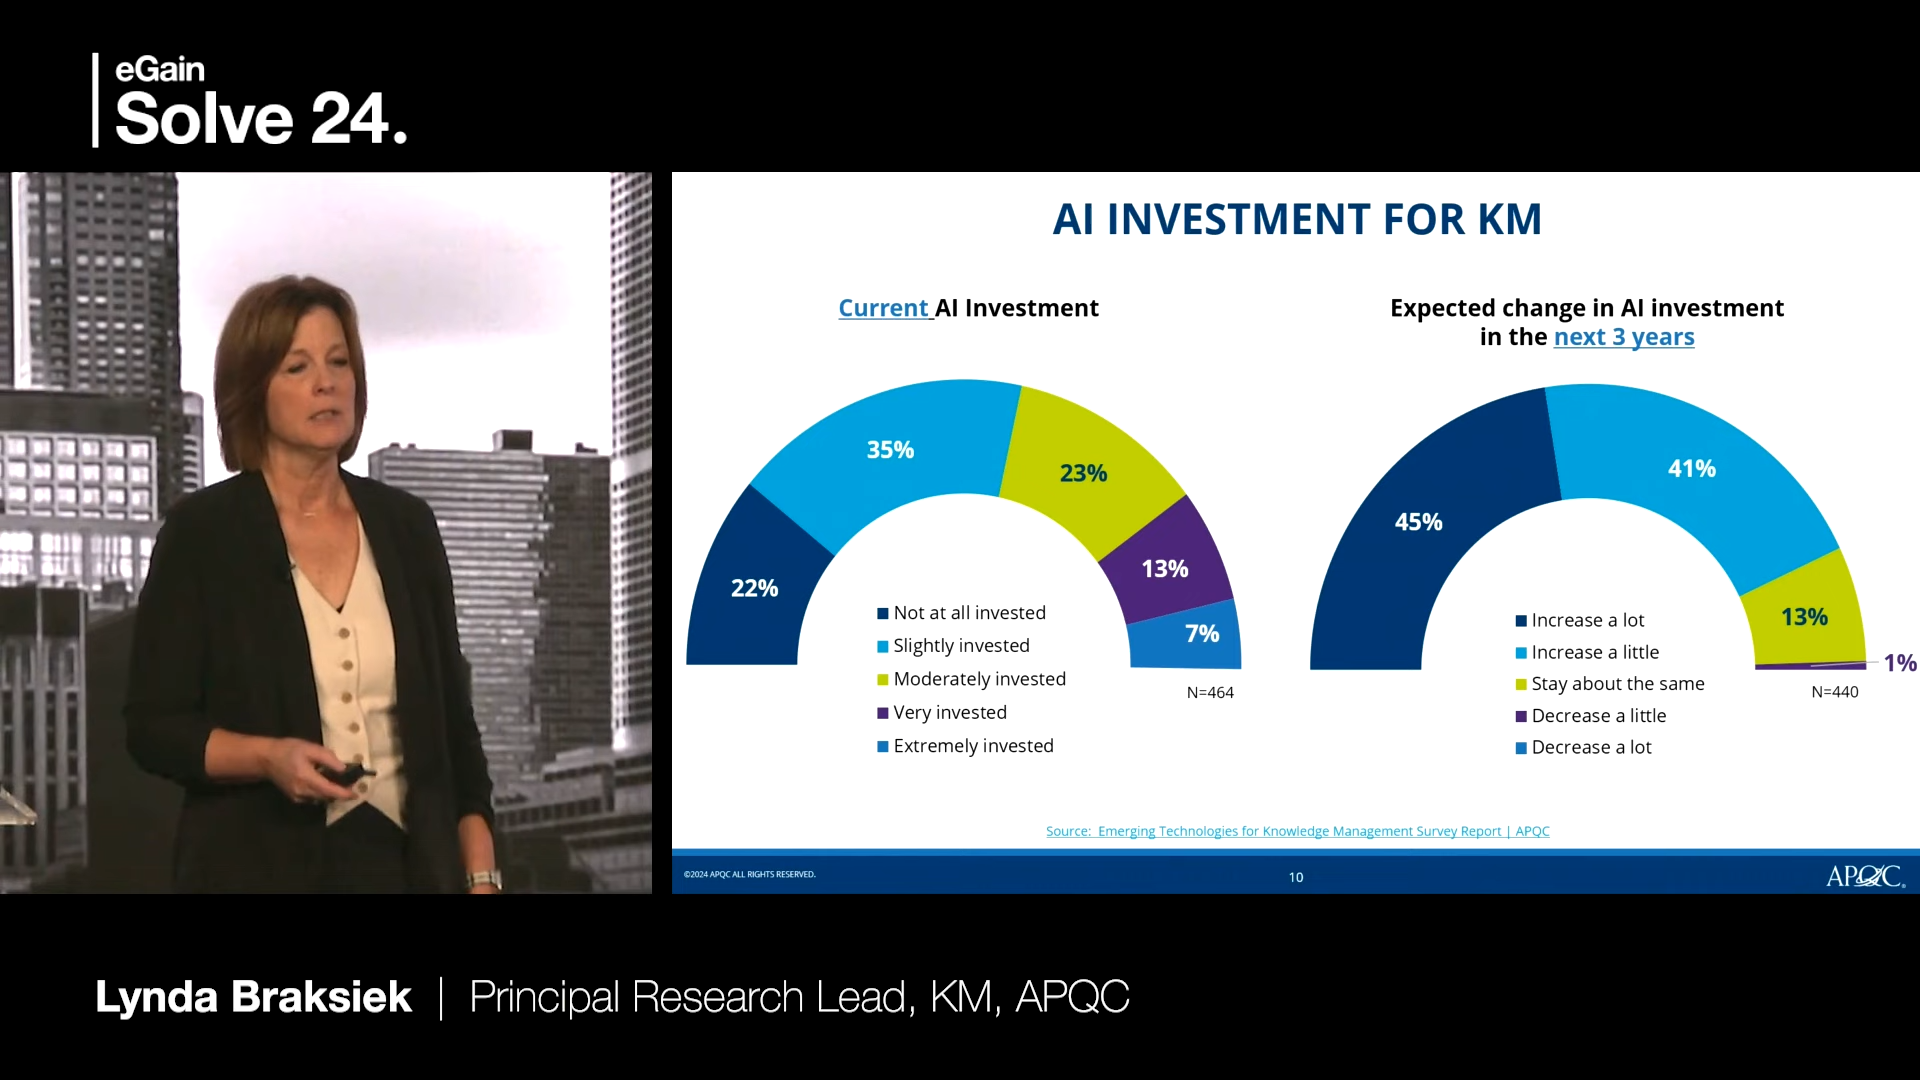 eGain
Solve 24.
AI INVESTMENT FOR KM
Current AI Investment
22%
35%
23%
13%
7%
Not at all invested
Slightly invested
Moderately invested
Very invested
Extremely invested
N=464
Expected change in AI investment
in the next 3 years
45%
41%
13%
1%
Increase a lot
Increase a little
Stay about the same
Decrease a little
Decrease a lot
N=440
Source: Emerging Technologies for Knowledge Management Survey Report | APQC
©2024 APQC ALL RIGHTS RESERVED.
10
APQC
Lynda Braksiek | Principal Research Lead, KM, APQC